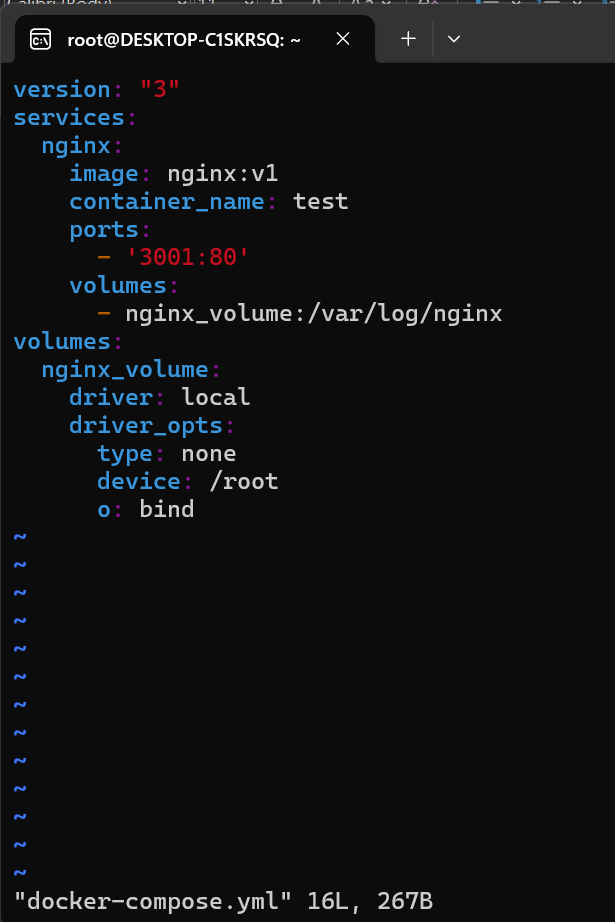 root@DESKTOP-C1SKRSQ: ~
version: "3"
services:
  nginx:
    image: nginx:v1
    container_name: test
    ports:
      - '3001:80'
    volumes:
      - nginx_volume:/var/log/nginx
volumes:
  nginx_volume:
    driver: local
    driver_opts:
      type: none
      device: /root
      o: bind
~
~
~
~
~
~
~
~
~
~
~
~
~
"docker-compose.yml" 16L, 267B